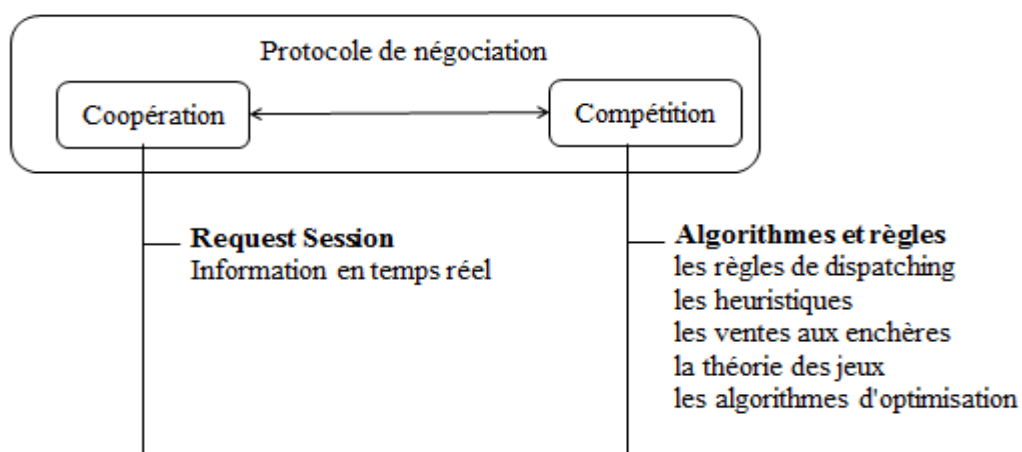 Protocole de négociation
Coopération
Compétition
Request Session
Information en temps réel
Algorithmes et règles
les règles de dispatching
les heuristiques
les ventes aux enchères
la théorie des jeux
les algorithmes d'optimisation